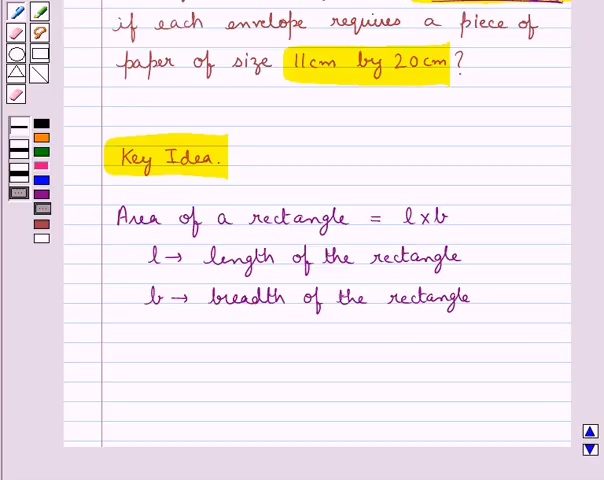 if each envelope requires a piece of
paper of size 11cm by 20cm?
Key Idea.
Area of a rectangle = l x b
l → length of the rectangle
b → breadth of the rectangle